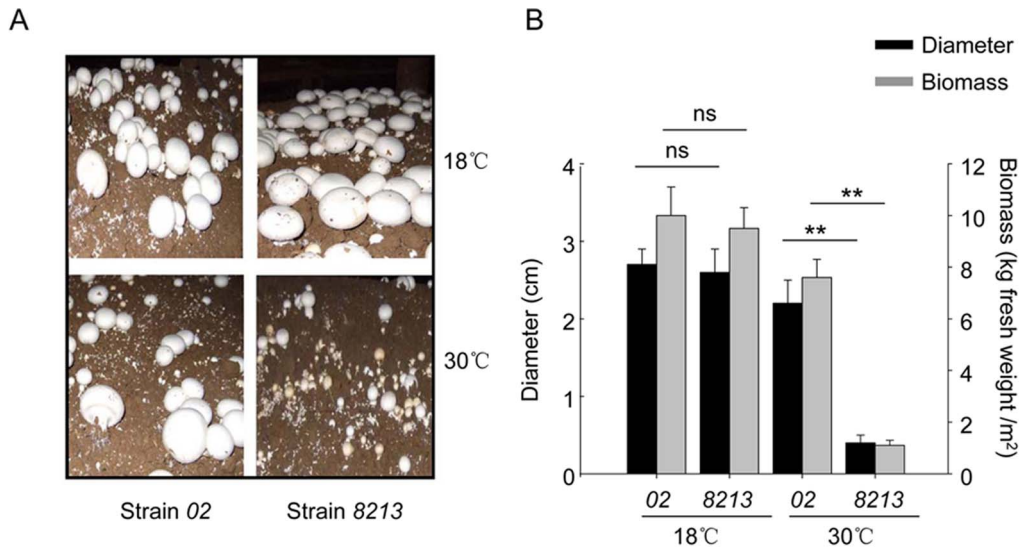 A
18℃
30℃
Strain 02
Strain 8213
B
Diameter
Biomass
ns
ns
**
**
4
3
2
1
0
Diameter (cm)
12
10
8
6
4
2
0
Biomass (kg fresh weight /m²)
02
8213
02
8213
18℃
30℃